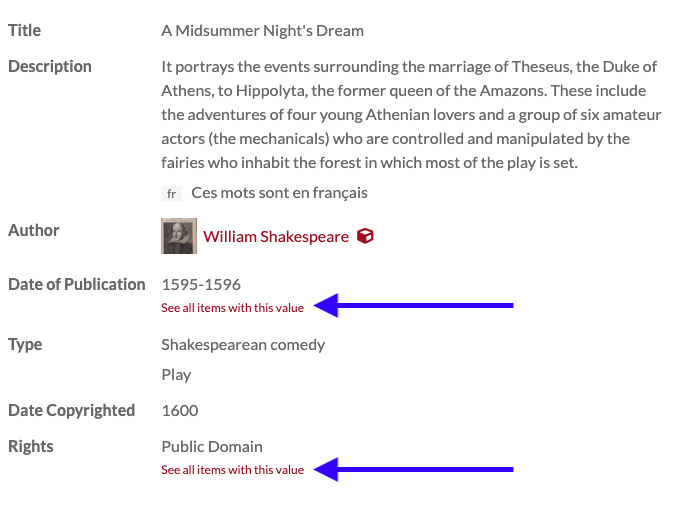 Title
A Midsummer Night's Dream
Description
It portrays the events surrounding the marriage of Theseus, the Duke of
Athens, to Hippolyta, the former queen of the Amazons. These include
the adventures of four young Athenian lovers and a group of six amateur
actors (the mechanicals) who are controlled and manipulated by the
fairies who inhabit the forest in which most of the play is set.
fr Ces mots sont en français
Author
William Shakespeare
Date of Publication
1595-1596
See all items with this value
Type
Shakespearean comedy
Play
Date Copyrighted
1600
Rights
Public Domain
See all items with this value